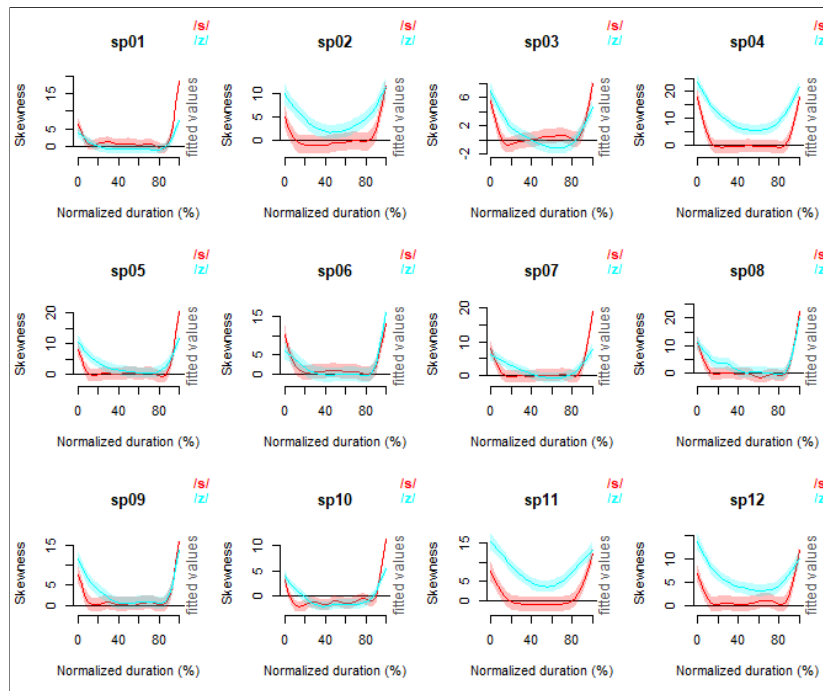 /s/ /s/ /s/ /s
/z/ /z/ /z/ /z
sp01 sp02 sp03 sp04
Skewness 0 5 15 fitted values Skewness 0 5 10 fitted values Skewness -2 0 2 6 fitted values Skewness 0 10 20 fitted values
0 40 80 0 40 80 0 40 80 0 40 80
Normalized duration (%) Normalized duration (%) Normalized duration (%) Normalized duration (%)
/s/ /s/ /s/ /s
/z/ /z/ /z/ /z
sp05 sp06 sp07 sp08
Skewness 0 10 20 fitted values Skewness 0 5 15 fitted values Skewness 0 5 10 20 fitted values Skewness 0 10 20 fitted values
0 40 80 0 40 80 0 40 80 0 40 80
Normalized duration (%) Normalized duration (%) Normalized duration (%) Normalized duration (%)
/s/ /s/ /s/ /s
/z/ /z/ /z/ /z
sp09 sp10 sp11 sp12
Skewness 0 5 10 fitted values Skewness 0 5 10 fitted values Skewness 0 5 15 fitted values Skewness 0 5 10 fitted values
0 40 80 0 40 80 0 40 80 0 40 80
Normalized duration (%) Normalized duration (%) Normalized duration (%) Normalized duration (%)